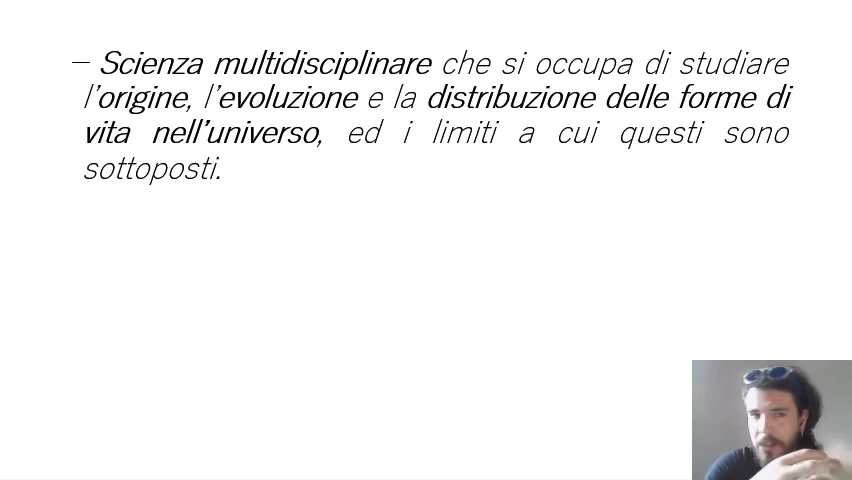 – Scienza multidisciplinare che si occupa di studiare
l'origine, l'evoluzione e la distribuzione delle forme di
vita nell'universo, ed i limiti a cui questi sono
sottoposti.